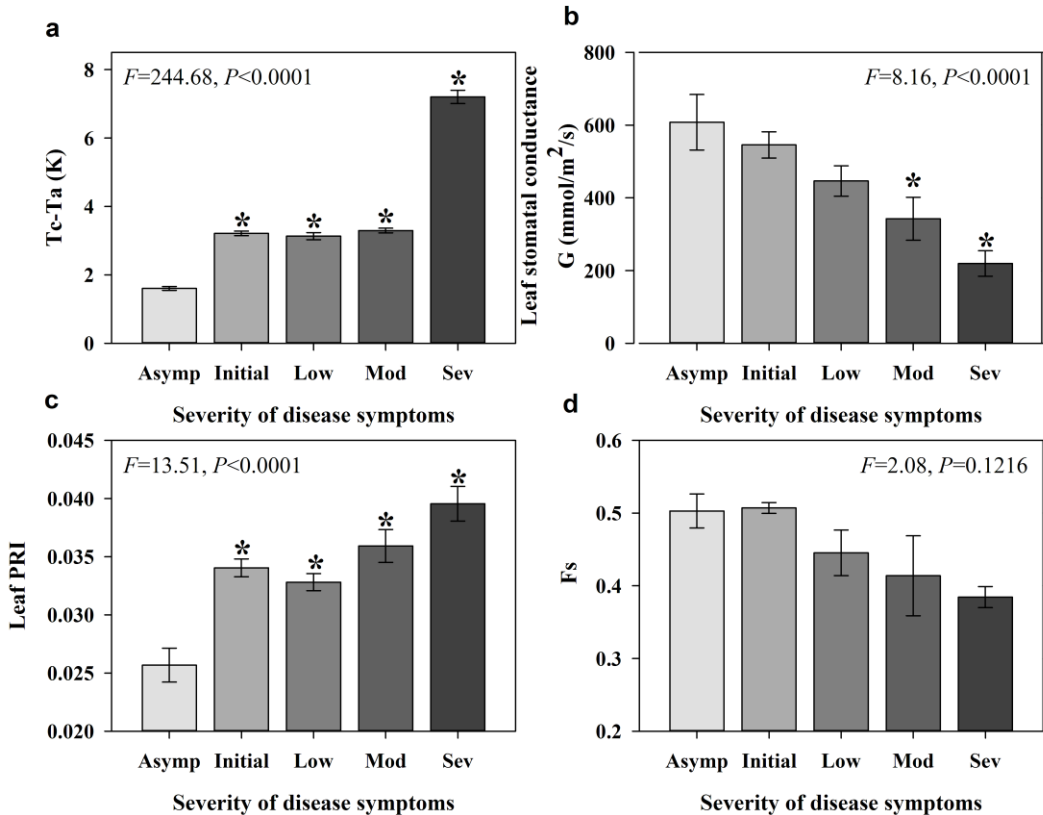 a
F=244.68, P<0.0001
Tc-Ta (K)
8
6
4
2
0
*
*
*
*
Asymp Initial Low Mod Sev
Severity of disease symptoms
b
F=8.16, P<0.0001
Leaf stomatal conductance
G (mmol/m²/s)
800
600
400
200
0
*
*
Asymp Initial Low Mod Sev
Severity of disease symptoms
c
F=13.51, P<0.0001
Leaf PRI
0.045
0.040
0.035
0.030
0.025
0.020
*
*
*
*
Asymp Initial Low Mod Sev
Severity of disease symptoms
d
F=2.08, P=0.1216
Fs
0.6
0.5
0.4
0.3
0.2
Asymp Initial Low Mod Sev
Severity of disease symptoms